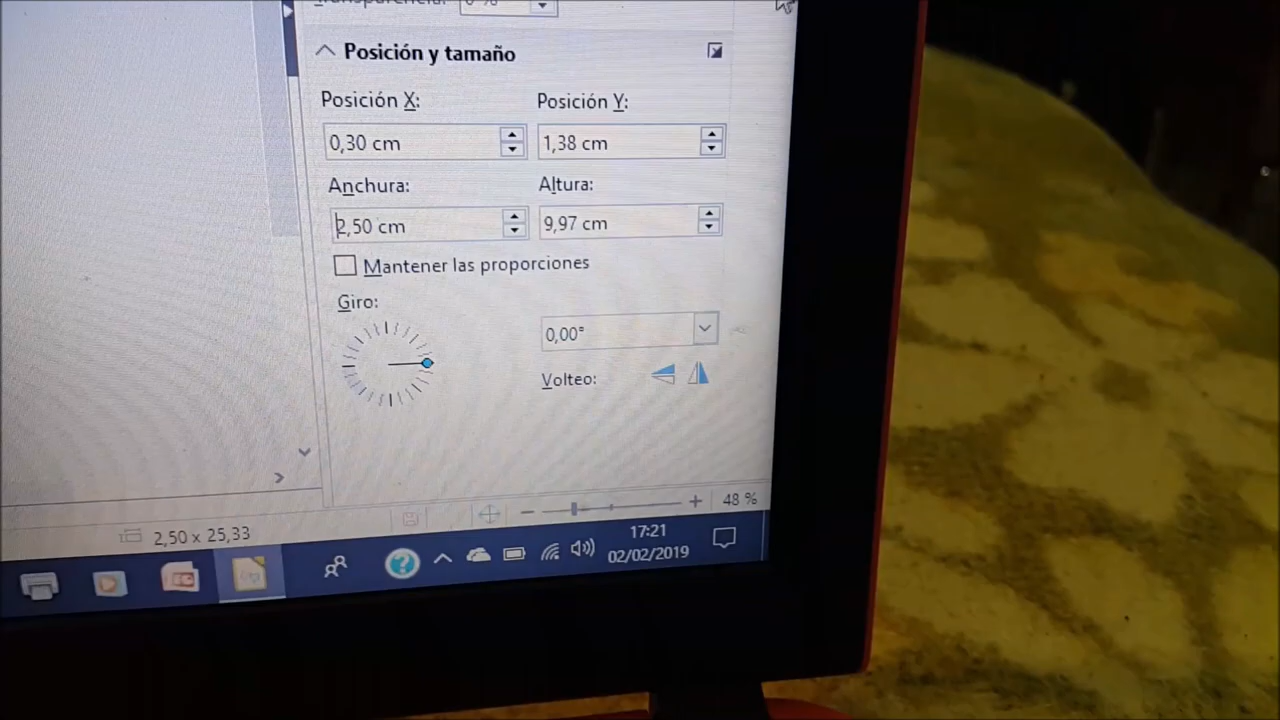 Transparencia:
Posición y tamaño
Posición X: Posición Y:
0,30 cm 1,38 cm
Anchura: Altura:
2,50 cm 9,97 cm
Mantener las proporciones
Giro:
0,00°
Volteo:
48 %
2,50 x 25,33
17:21
02/02/2019